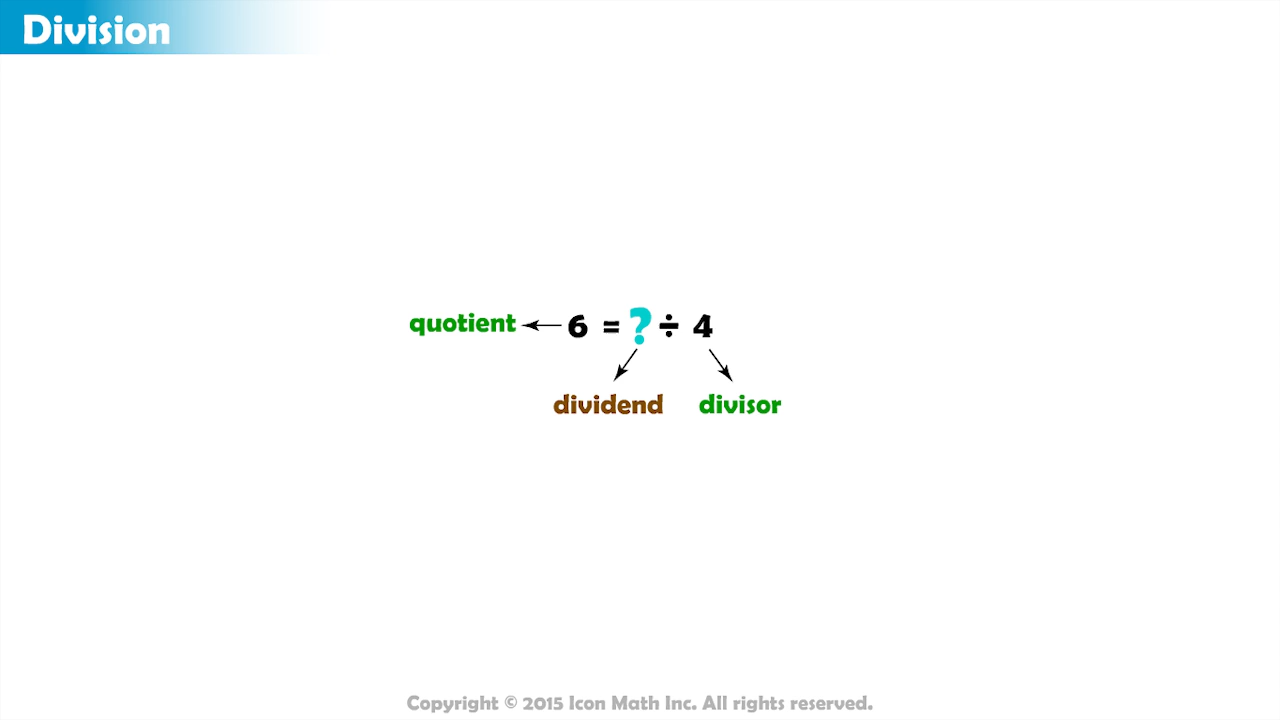 Division
quotient 6 = ? ÷ 4
dividend divisor
Copyright © 2015 Icon Math Inc. All rights reserved.